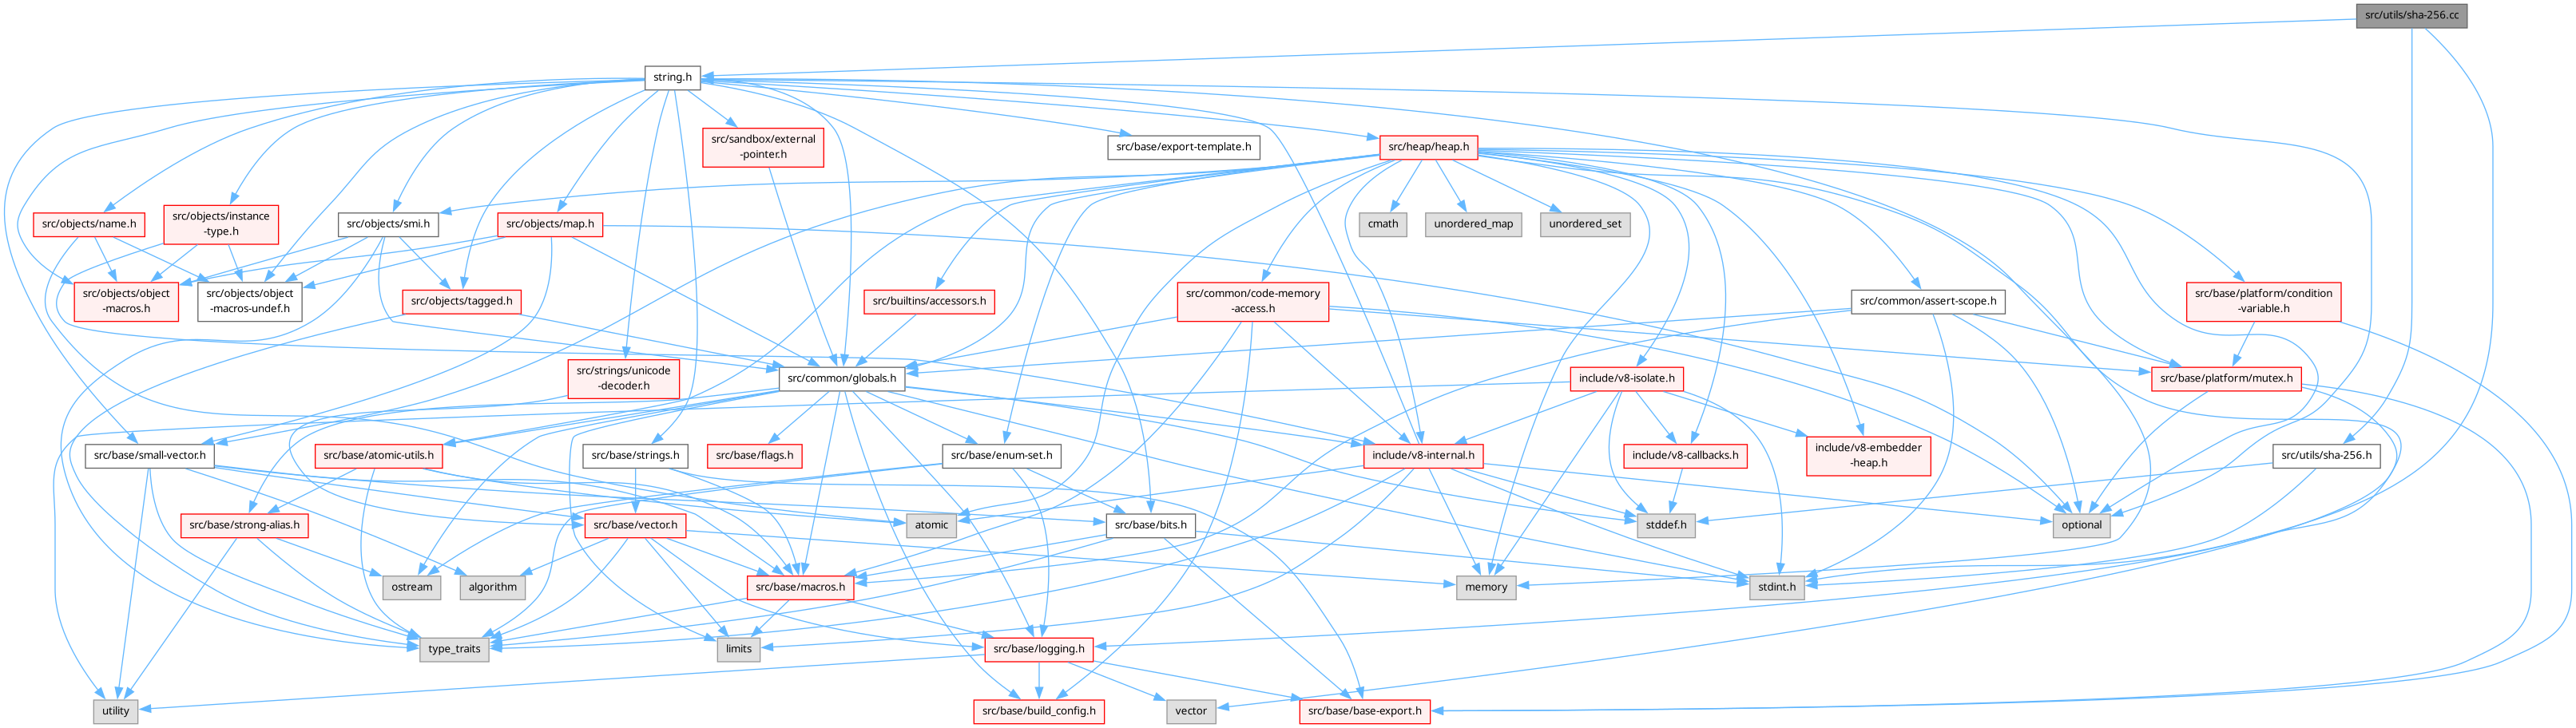 src/utils/sha-256.cc
string.h
src/sandbox/external
-pointer.h
src/base/export-template.h
src/heap/heap.h
src/objects/name.h
src/objects/instance
-type.h
src/objects/smi.h
src/objects/map.h
cmath
unordered_map
unordered_set
src/objects/object
-macros.h
src/objects/object
-macros-undef.h
src/objects/tagged.h
src/builtins/accessors.h
src/common/code-memory
-access.h
src/common/assert-scope.h
src/base/platform/condition
-variable.h
src/strings/unicode
-decoder.h
src/common/globals.h
include/v8-isolate.h
src/base/platform/mutex.h
src/base/small-vector.h
src/base/atomic-utils.h
src/base/strings.h
src/base/flags.h
src/base/enum-set.h
include/v8-internal.h
include/v8-callbacks.h
include/v8-embedder
-heap.h
src/utils/sha-256.h
src/base/strong-alias.h
src/base/vector.h
atomic
src/base/bits.h
stddef.h
optional
ostream
algorithm
src/base/macros.h
memory
stdint.h
type_traits
limits
src/base/logging.h
utility
src/base/build_config.h
vector
src/base/base-export.h